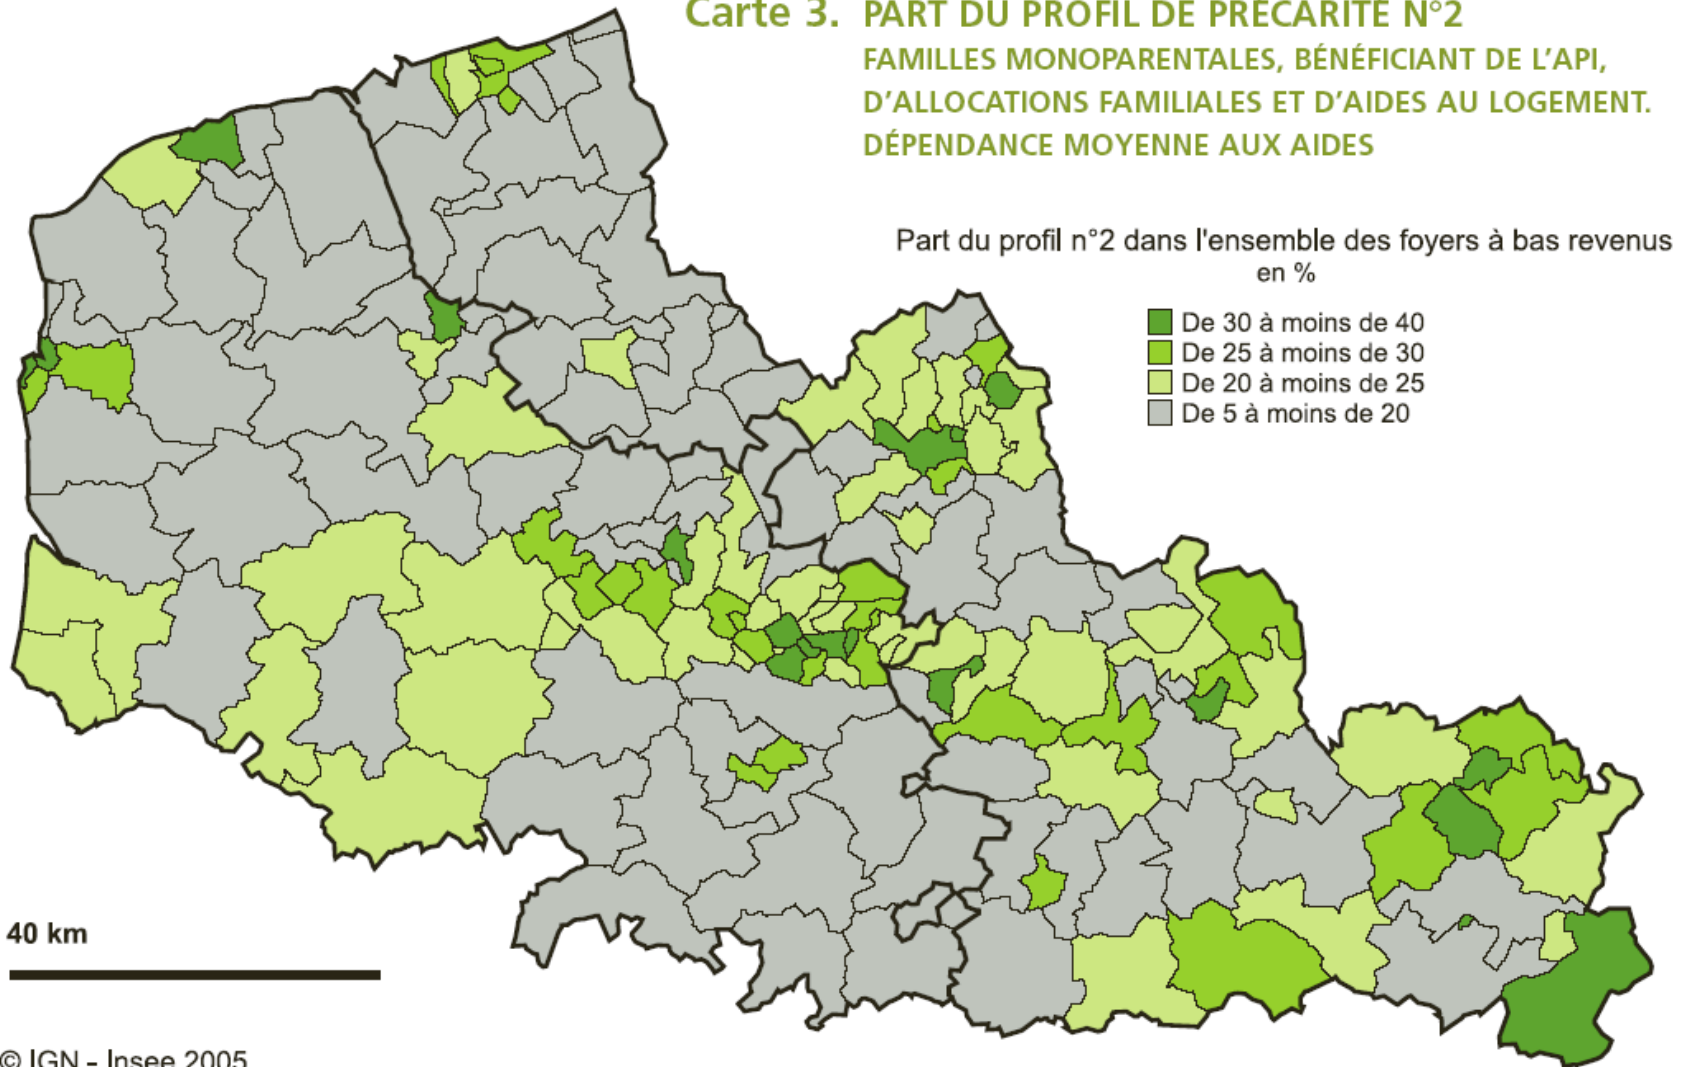 Carte 3. PART DU PROFIL DE PRÉCARITÉ N°2
FAMILLES MONOPARENTALES, BÉNÉFICIANT DE L'API,
D'ALLOCATIONS FAMILIALES ET D'AIDES AU LOGEMENT.
DÉPENDANCE MOYENNE AUX AIDES
Part du profil n°2 dans l'ensemble des foyers à bas revenus
en %
De 30 à moins de 40
De 25 à moins de 30
De 20 à moins de 25
De 5 à moins de 20
40 km
© IGN - Insee 2005